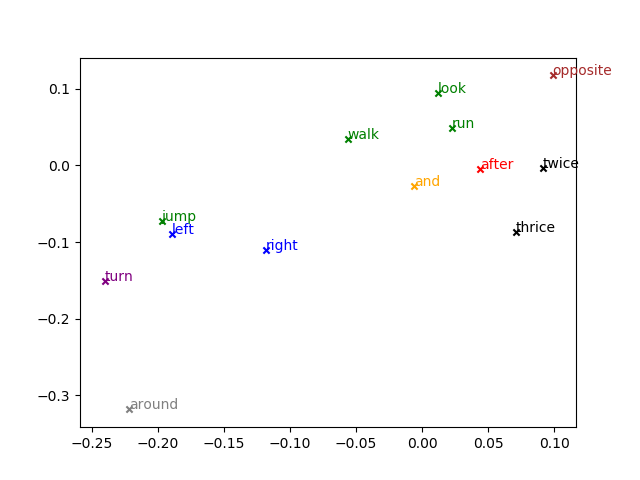 opposite
0.1
look
run
walk
0.0
twice
after
and
jump
thrice
left
−0.1
right
turn
−0.2
−0.3
around
−0.25 −0.20 −0.15 −0.10 −0.05 0.00 0.05 0.10